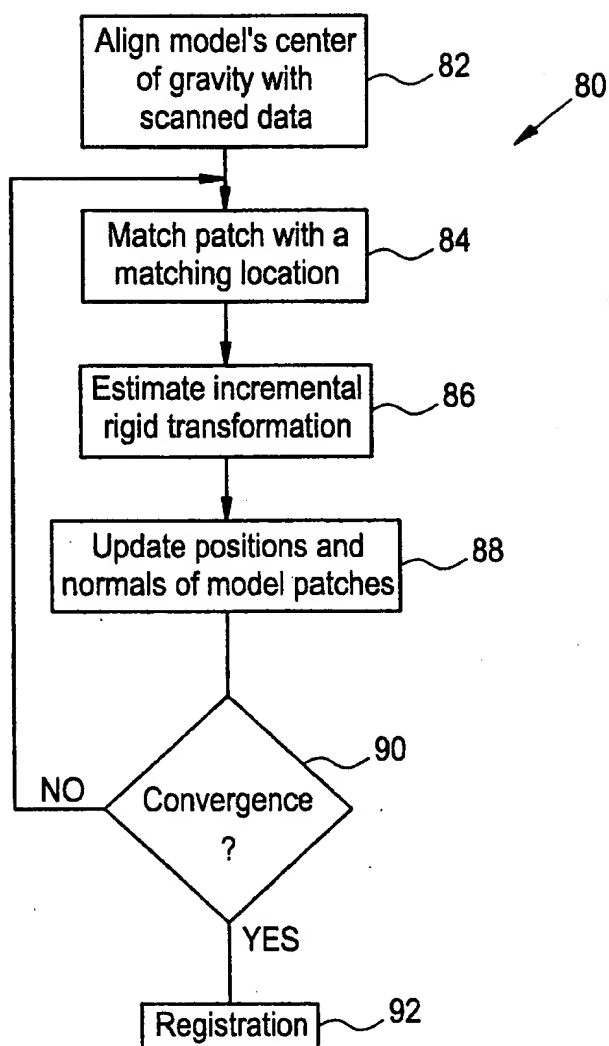 Align model's center
of gravity with
scanned data
82
80
Match patch with a
matching location
84
Estimate incremental
rigid transformation
86
Update positions and
normals of model patches
88
90
NO
Convergence
?
YES
Registration
92